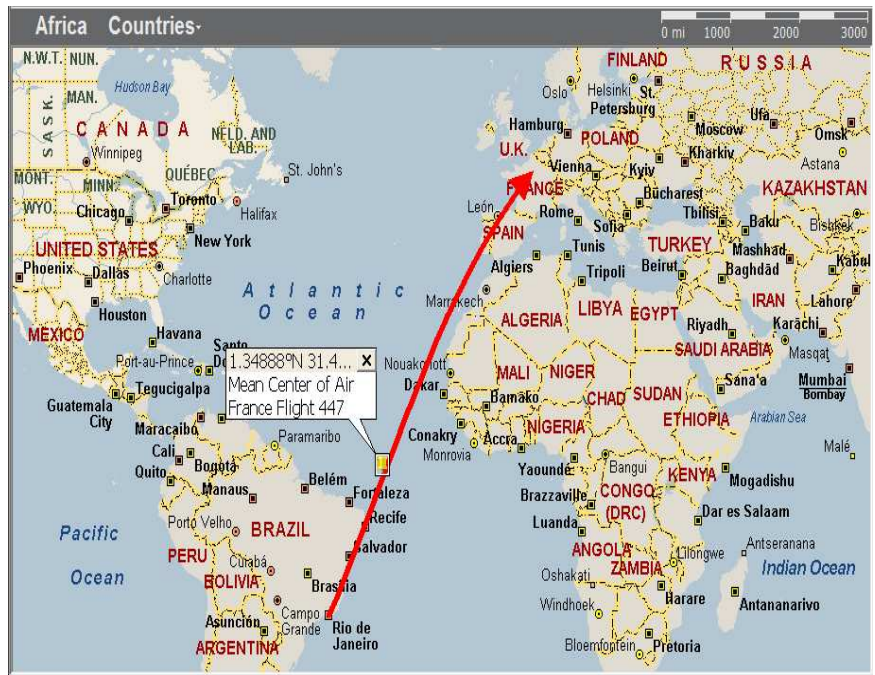 Africa Countries-
0 mi 1000 2000 3000
N.W.T. NUN.
Hudson Bay
MAN.
SASK.
CANADA
NFLD. AND
LAB.
Winnipeg
QUÉBEC
St. John's
MONT.
MINN.
Toronto
Halifax
WYO.
Chicago
New York
UNITED STATES
Phoenix
Dallas
Charlotte
Houston
Atlantic
Ocean
MEXICO
Havana
Santo
Port-au-Prince
Tegucigalpa
Guatemala
City
1.34888ºN 31.4... X
Mean Center of Air
France Flight 447
Maracaibo
Paramaribo
Cali
Bogotá
Quito
Manaus
Belém
Fortaleza
Recife
Porto Velho
BRAZIL
Salvador
Pacific
Ocean
PERU
Cuiabá
BOLIVIA
Brasília
Campo
Grande
Asunción
Rio de
Janeiro
ARGENTINA
FINLAND
RUSSIA
Oslo
Helsinki
St.
Petersburg
Ufa
Hamburg
Moscow
Omsk
U.K.
POLAND
Kharkiv
Astana
Vienna
Kyiv
FRANCE
Bucharest
KAZAKHSTAN
León
Rome
Sofia
Tbilisi
Baku
Bishkek
SPAIN
Tunis
TURKEY
Mashhad
Kabul
Algiers
Tripoli
Beirut
Baghdād
Marrakech
ALGERIA
LIBYA
EGYPT
IRAN
Lahore
Riyadh
Karāchi
SAUDI ARABIA
Masqaţ
Nouakchott
MALI
NIGER
Dakar
Bamako
CHAD
SUDAN
Sana'a
Mumbai
Bombay
NIGERIA
ETHIOPIA
Arabian Sea
Conakry
Accra
Monrovia
Malé
Yaoundé
Bangui
KENYA
Mogadishu
Brazzaville
CONGO
(DRC)
Luanda
Dar es Salaam
ANGOLA
Lilongwe
Antseranana
ZAMBIA
Oshakati
Indian Ocean
Windhoek
Harare
Antananarivo
Bloemfontein
Pretoria